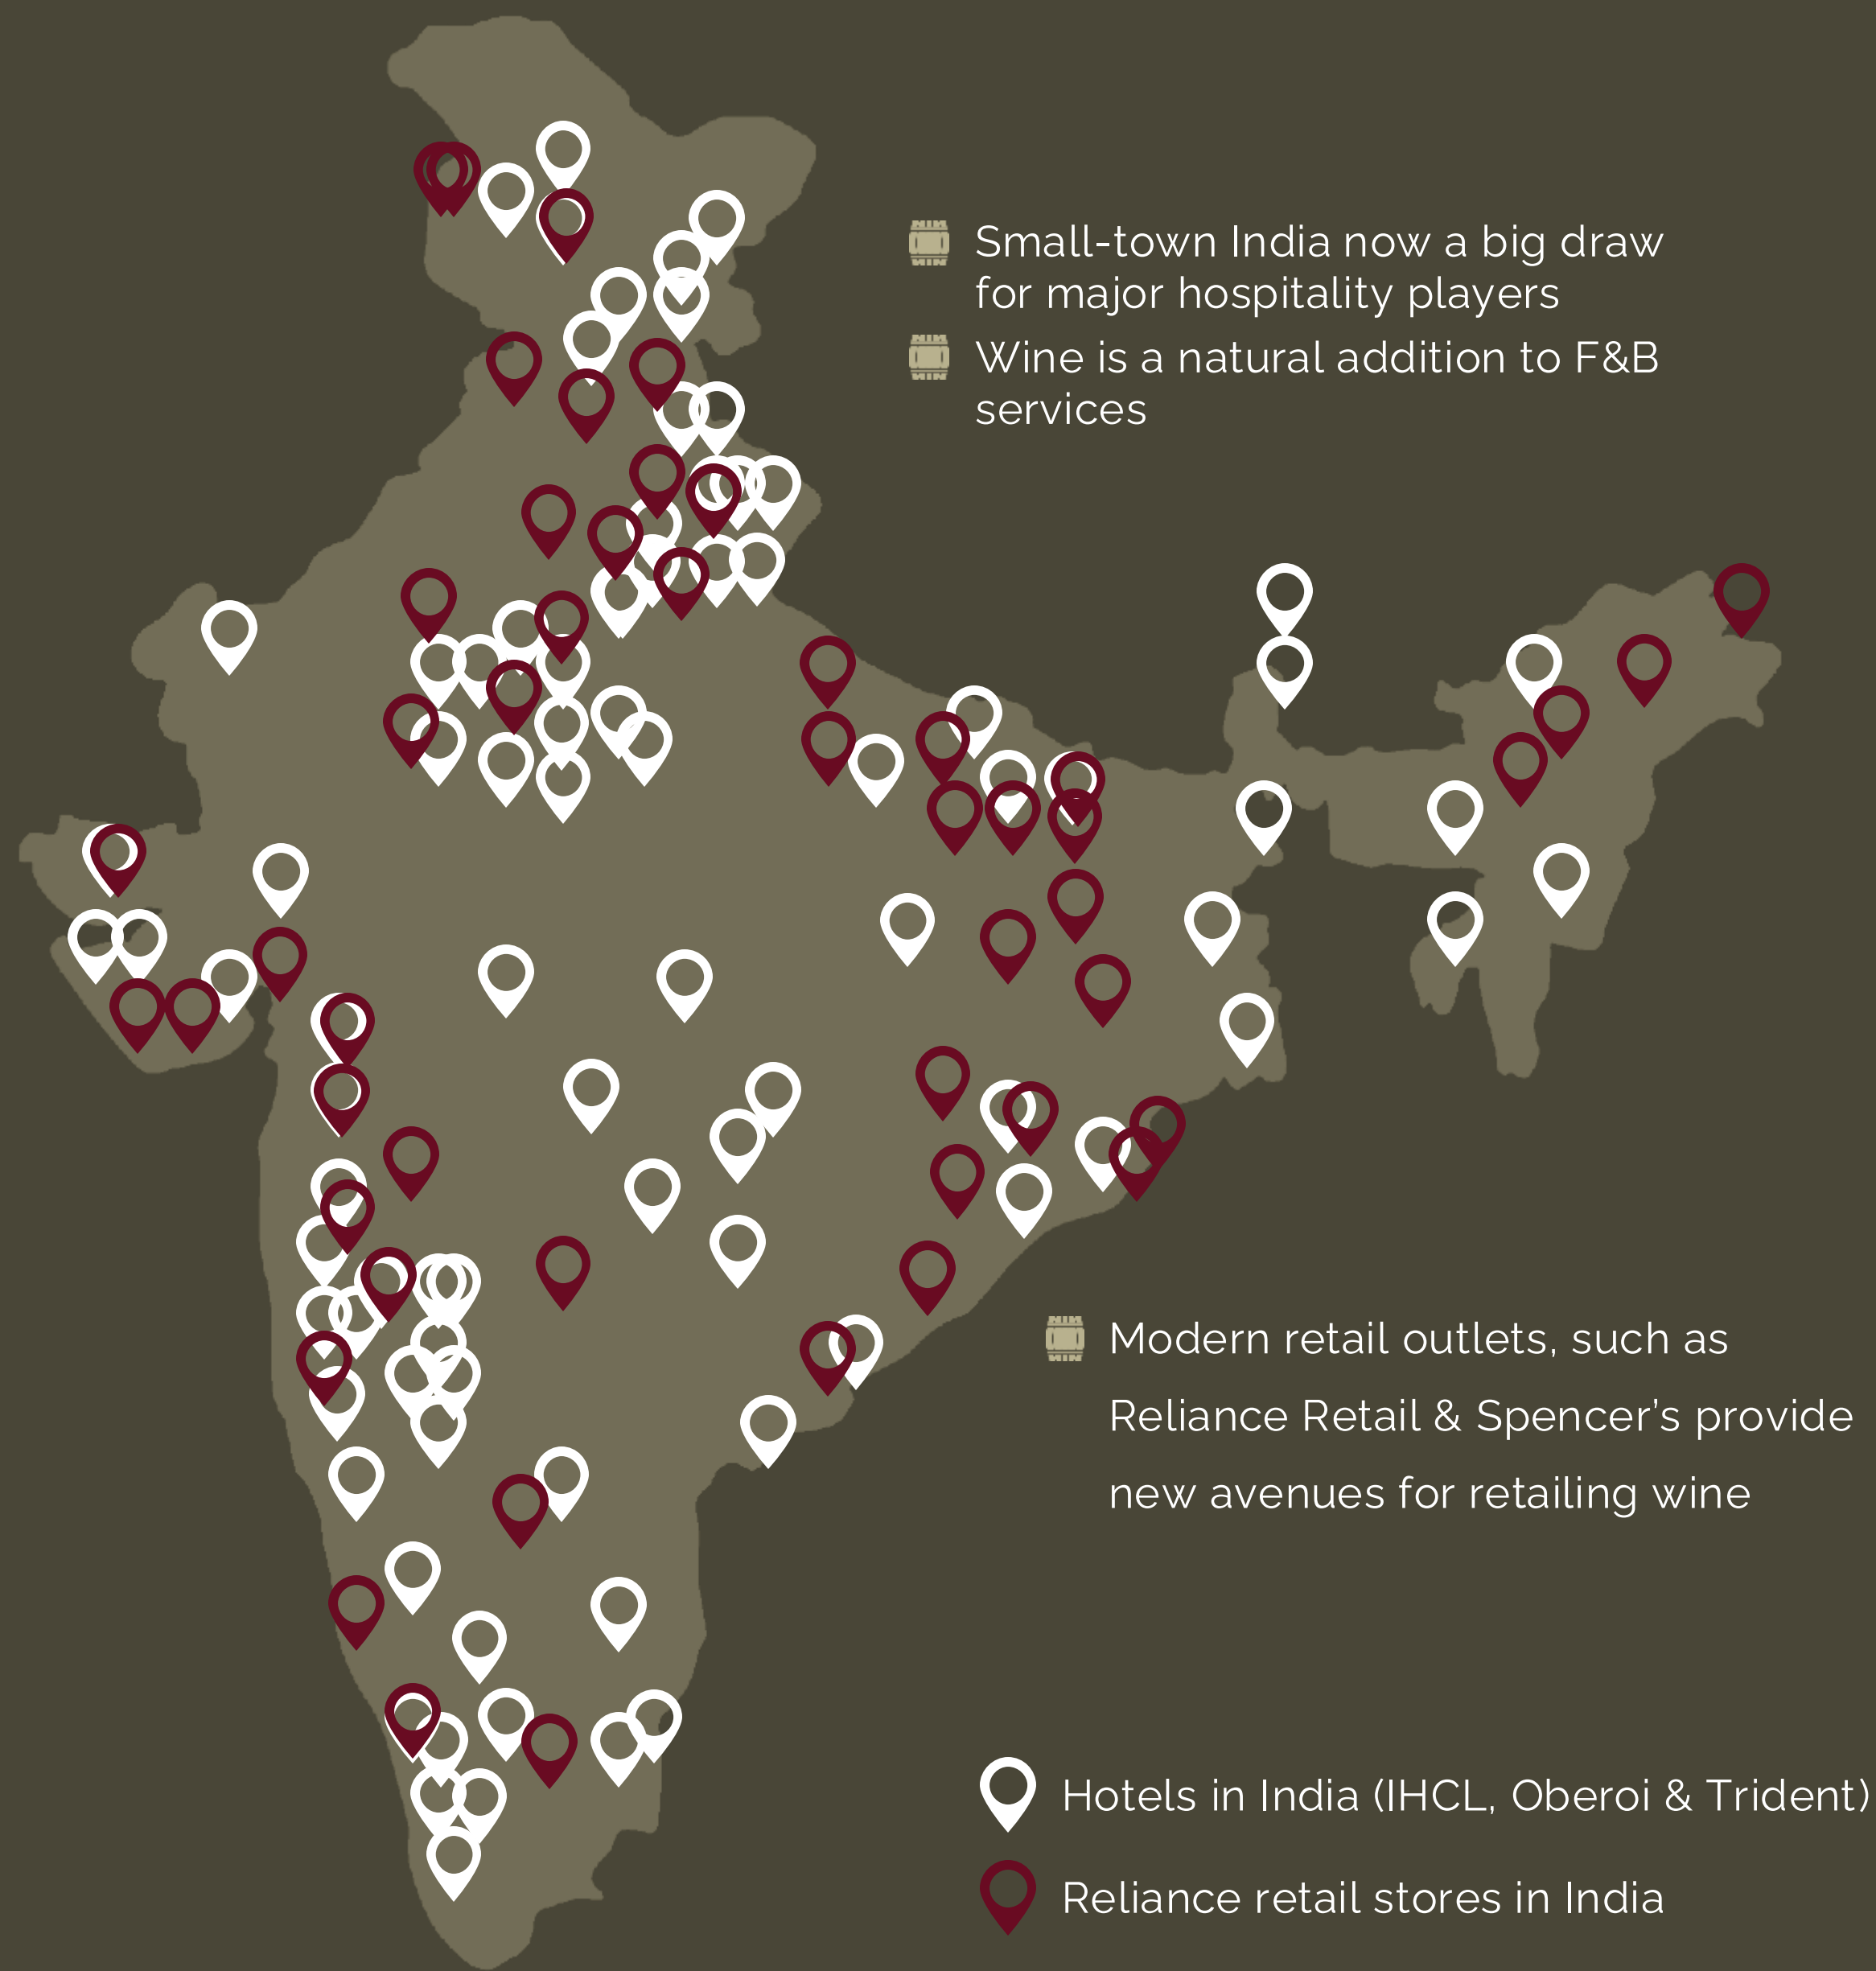 Small-town India now a big draw
for major hospitality players
Wine is a natural addition to F&B
services
Modern retail outlets, such as
Reliance Retail & Spencer’s provide
new avenues for retailing wine
Hotels in India (IHCL, Oberoi & Trident)
Reliance retail stores in India